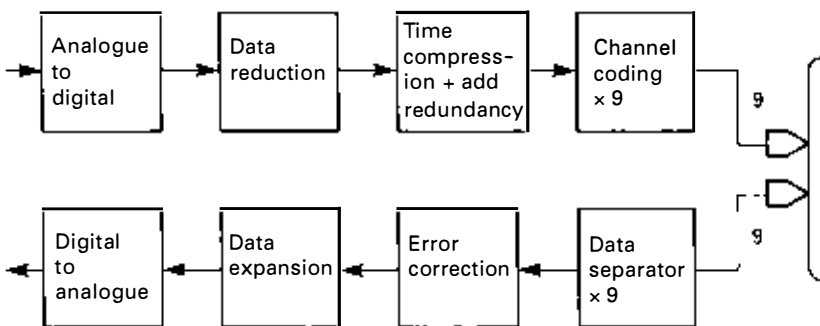 Analogue
to
digital
Data
reduction
Time
compress-
ion + add
redundancy
Channel
coding
× 9
9
Digital
to
analogue
Data
expansion
Error
correction
Data
separator
× 9
9